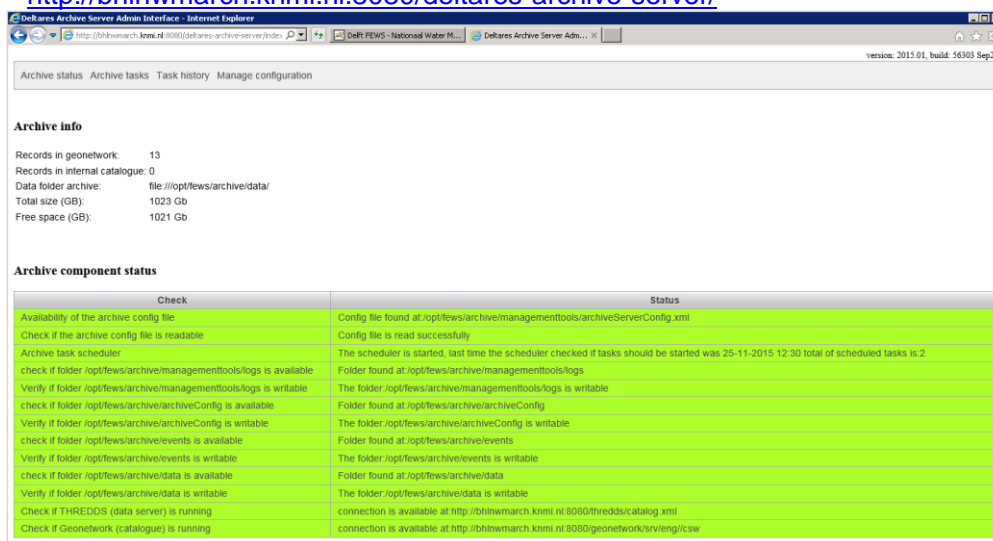 http://bhlnwmarch.knmi.nl:8080/deltares-archive-server/
Deltares Archive Server Admin Interface - Internet Explorer
http://bhlnwmarch.knmi.nl:8080/deltares-archive-server/index Delft FEWS - Nationaal Water M... Deltares Archive Server Adm...
version: 2015.01, build: 56303 Sep2
Archive status Archive tasks Task history Manage configuration
Archive info
Records in geonetwork: 13
Records in internal catalogue: 0
Data folder archive: file:///opt/fews/archive/data/
Total size (GB): 1023 Gb
Free space (GB): 1021 Gb
Archive component status
Check Status
Availability of the archive config file Config file found at:/opt/fews/archive/managementtools/archiveServerConfig.xml
Check if the archive config file is readable Config file is read successfully
Archive task scheduler The scheduler is started, last time the scheduler checked if tasks should be started was 25-11-2015 12:30 total of scheduled tasks is:2
check if folder /opt/fews/archive/managementtools/logs is available Folder found at:/opt/fews/archive/managementtools/logs
Verify if folder /opt/fews/archive/managementtools/logs is writable The folder:/opt/fews/archive/managementtools/logs is writable
check if folder /opt/fews/archive/archiveConfig is available Folder found at:/opt/fews/archive/archiveConfig
Verify if folder /opt/fews/archive/archiveConfig is writable The folder:/opt/fews/archive/archiveConfig is writable
check if folder /opt/fews/archive/events is available Folder found at:/opt/fews/archive/events
Verify if folder /opt/fews/archive/events is writable The folder:/opt/fews/archive/events is writable
check if folder /opt/fews/archive/data is available Folder found at:/opt/fews/archive/data
Verify if folder /opt/fews/archive/data is writable The folder:/opt/fews/archive/data is writable
Check if THREDDS (data server) is running connection is available at:http://bhlnwmarch.knmi.nl:8080/thredds/catalog.xml
Check if Geonetwork (catalogue) is running connection is available at:http://bhlnwmarch.knmi.nl:8080/geonetwork/srv/eng//csw